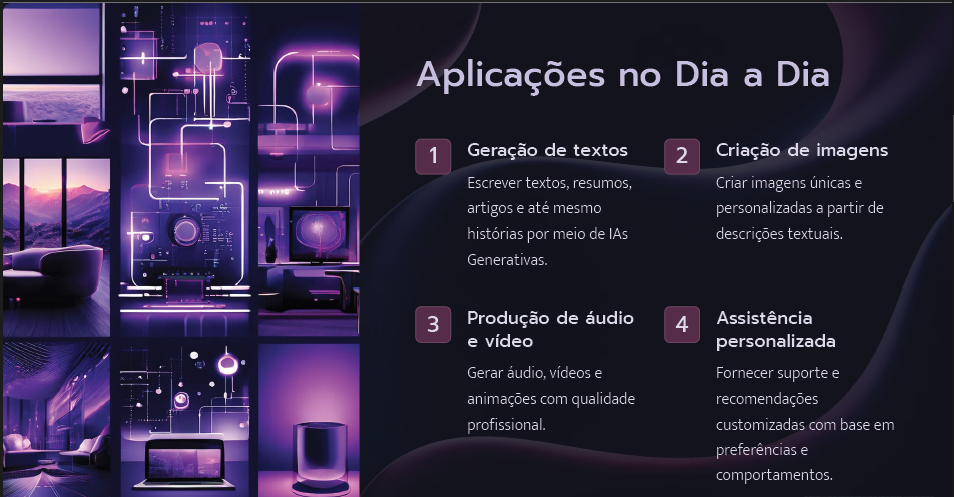 Aplicações no Dia a Dia
1
Geração de textos
Escrever textos, resumos,
artigos e até mesmo
histórias por meio de IAs
Generativas.
2
Criação de imagens
Criar imagens únicas e
personalizadas a partir de
descrições textuais.
3
Produção de áudio
e vídeo
Gerar áudio, vídeos e
animações com qualidade
profissional.
4
Assistência
personalizada
Fornecer suporte e
recomendações
customizadas com base em
preferências e
comportamentos.